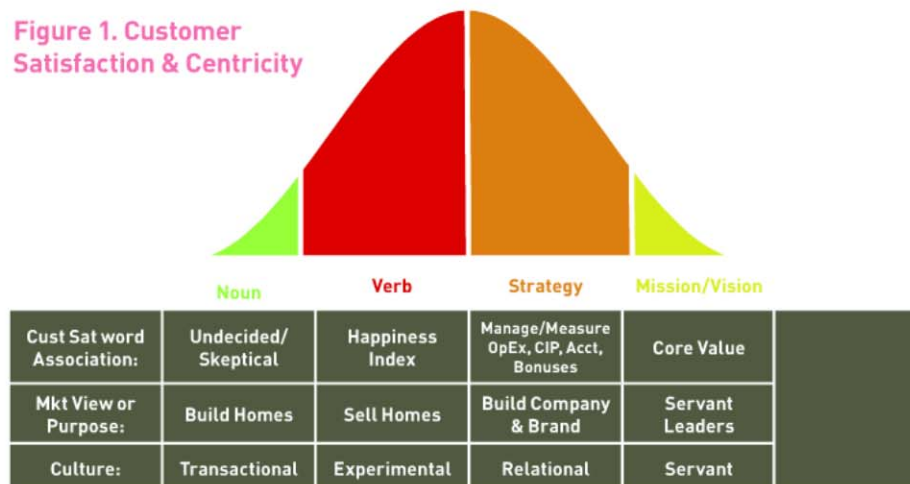 Figure 1. Customer
Satisfaction & Centricity
Noun
Verb
Strategy
Mission/Vision
Cust Sat word
Association:
Undecided/
Skeptical
Happiness
Index
Manage/Measure
OpEx, CIP, Acct,
Bonuses
Core Value
Mkt View or
Purpose:
Build Homes
Sell Homes
Build Company
& Brand
Servant
Leaders
Culture:
Transactional
Experimental
Relational
Servant